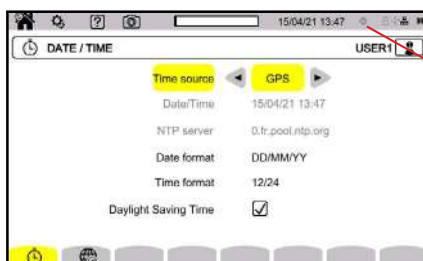 ? 15/04/21 13:47
DATE / TIME USER1
Time source GPS
Date/Time 15/04/21 13:47
NTP server 0.fr.pool.ntp.org
Date format DD/MM/YY
Time format 12/24
Daylight Saving Time